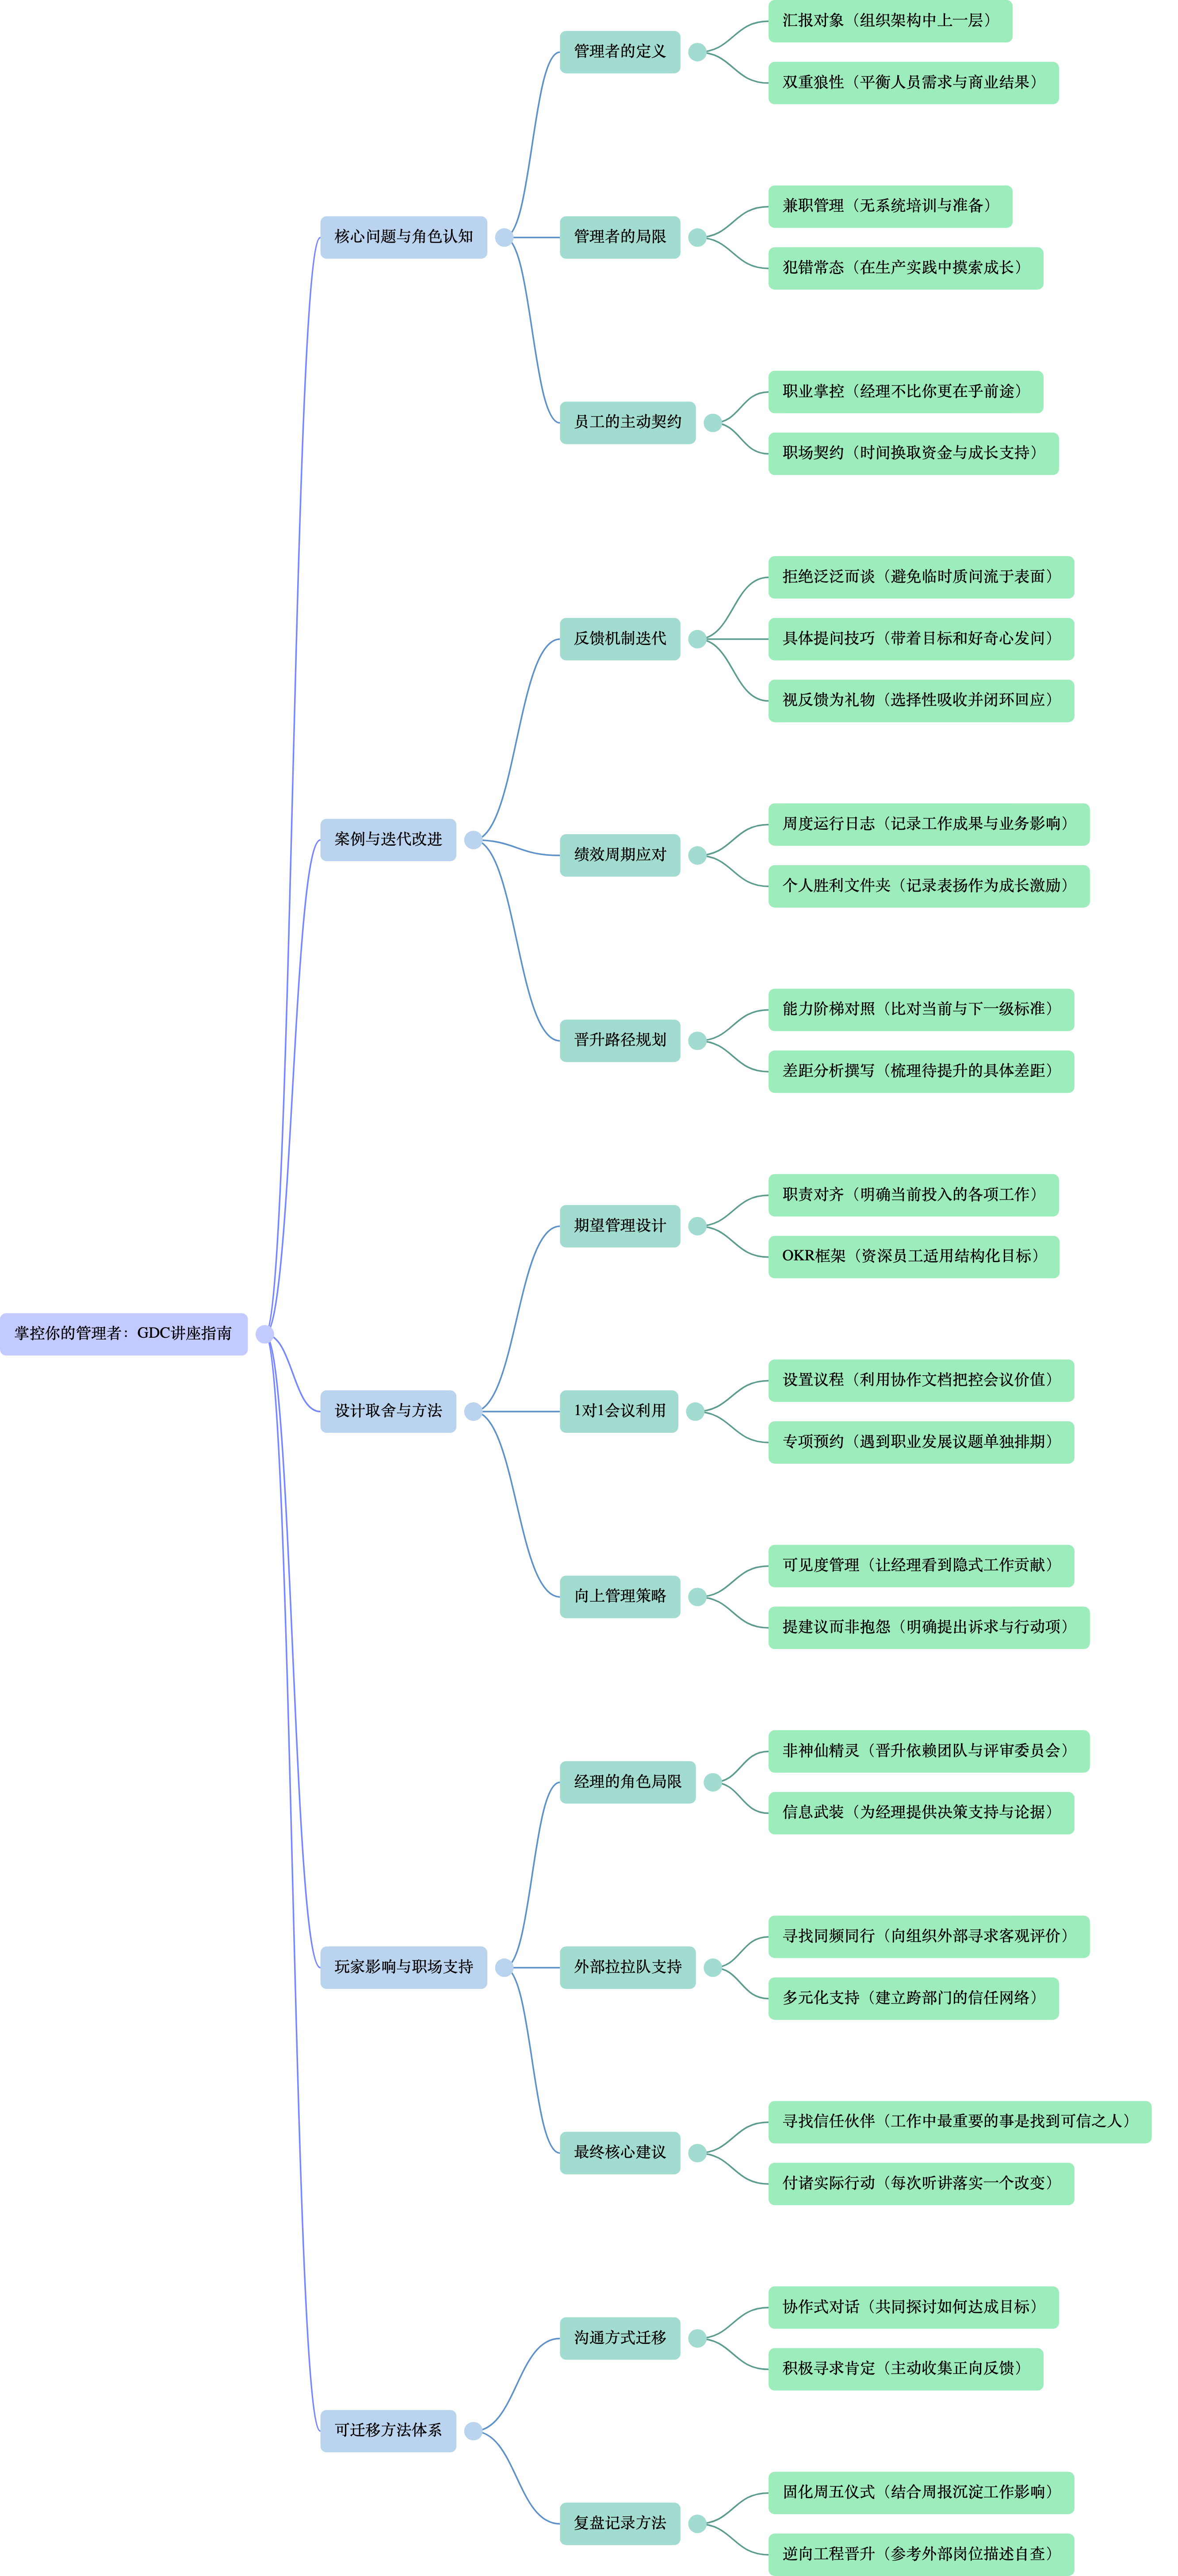 掌控你的管理者：GDC讲座指南
核心问题与角色认知
管理者的定义
汇报对象（组织架构中上一层）
双重狼性（平衡人员需求与商业结果）
管理者的局限
兼职管理（无系统培训与准备）
犯错常态（在生产实践中摸索成长）
员工的主动契约
职业掌控（经理不比你更在乎前途）
职场契约（时间换取资金与成长支持）
案例与迭代改进
反馈机制迭代
拒绝泛泛而谈（避免临时质问流于表面）
具体提问技巧（带着目标和好奇心发问）
视反馈为礼物（选择性吸收并闭环回应）
绩效周期应对
周度运行日志（记录工作成果与业务影响）
个人胜利文件夹（记录表扬作为成长激励）
晋升路径规划
能力阶梯对照（比对当前与下一级标准）
差距分析撰写（梳理待提升的具体差距）
设计取舍与方法
期望管理设计
职责对齐（明确当前投入的各项工作）
OKR框架（资深员工适用结构化目标）
1对1会议利用
设置议程（利用协作文档把控会议价值）
专项预约（遇到职业发展议题单独排期）
向上管理策略
可见度管理（让经理看到隐式工作贡献）
提建议而非抱怨（明确提出诉求与行动项）
玩家影响与职场支持
经理的角色局限
非神仙精灵（晋升依赖团队与评审委员会）
信息武装（为经理提供决策支持与论据）
外部拉拉队支持
寻找同频同行（向组织外部寻求客观评价）
多元化支持（建立跨部门的信任网络）
最终核心建议
寻找信任伙伴（工作中最重要的事是找到可信之人）
付诸实际行动（每次听讲落实一个改变）
可迁移方法体系
沟通方式迁移
协作式对话（共同探讨如何达成目标）
积极寻求肯定（主动收集正向反馈）
复盘记录方法
固化周五仪式（结合周报沉淀工作影响）
逆向工程晋升（参考外部岗位描述自查）